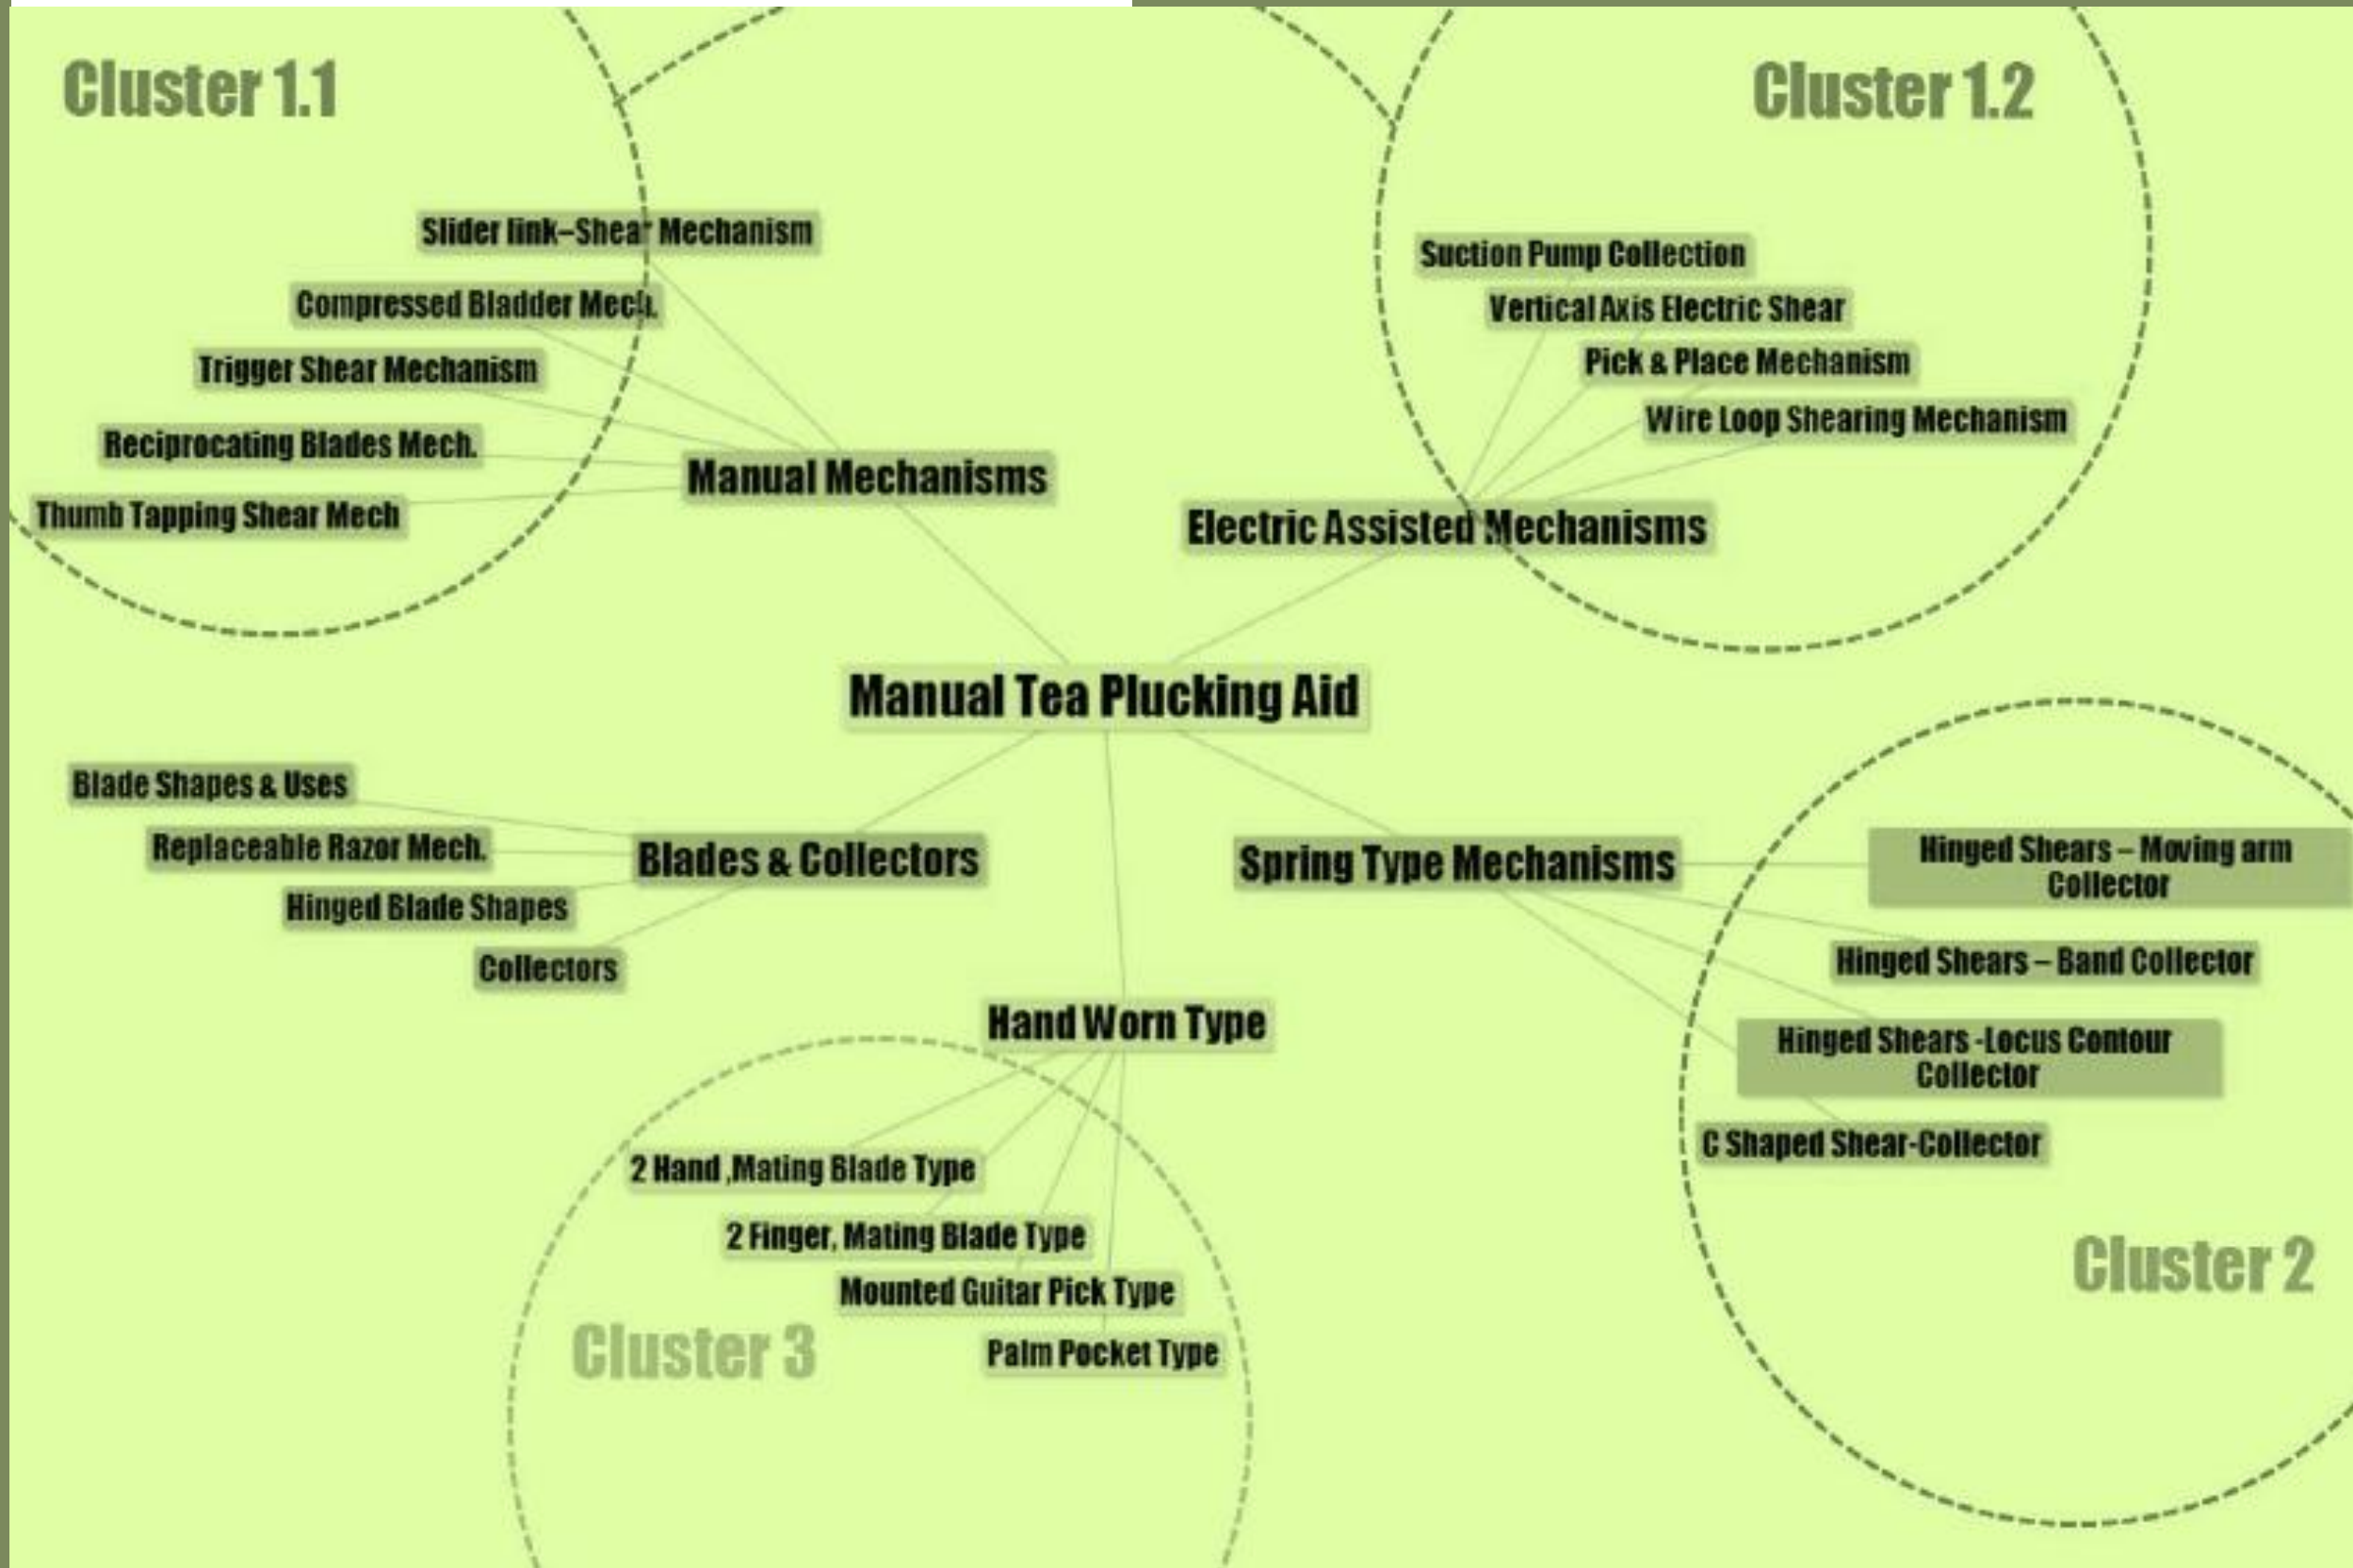 Cluster 1.1
Cluster 1.2
Slider link–Shear Mechanism
Compressed Bladder Mech.
Trigger Shear Mechanism
Reciprocating Blades Mech.
Thumb Tapping Shear Mech
Manual Mechanisms
Suction Pump Collection
Vertical Axis Electric Shear
Pick & Place Mechanism
Wire Loop Shearing Mechanism
Electric Assisted Mechanisms
Manual Tea Plucking Aid
Blade Shapes & Uses
Replaceable Razor Mech.
Hinged Blade Shapes
Collectors
Blades & Collectors
Spring Type Mechanisms
Hinged Shears – Moving arm
Collector
Hinged Shears – Band Collector
Hinged Shears -Locus Contour
Collector
C Shaped Shear-Collector
Cluster 2
Hand Worn Type
2 Hand ,Mating Blade Type
2 Finger, Mating Blade Type
Mounted Guitar Pick Type
Palm Pocket Type
Cluster 3